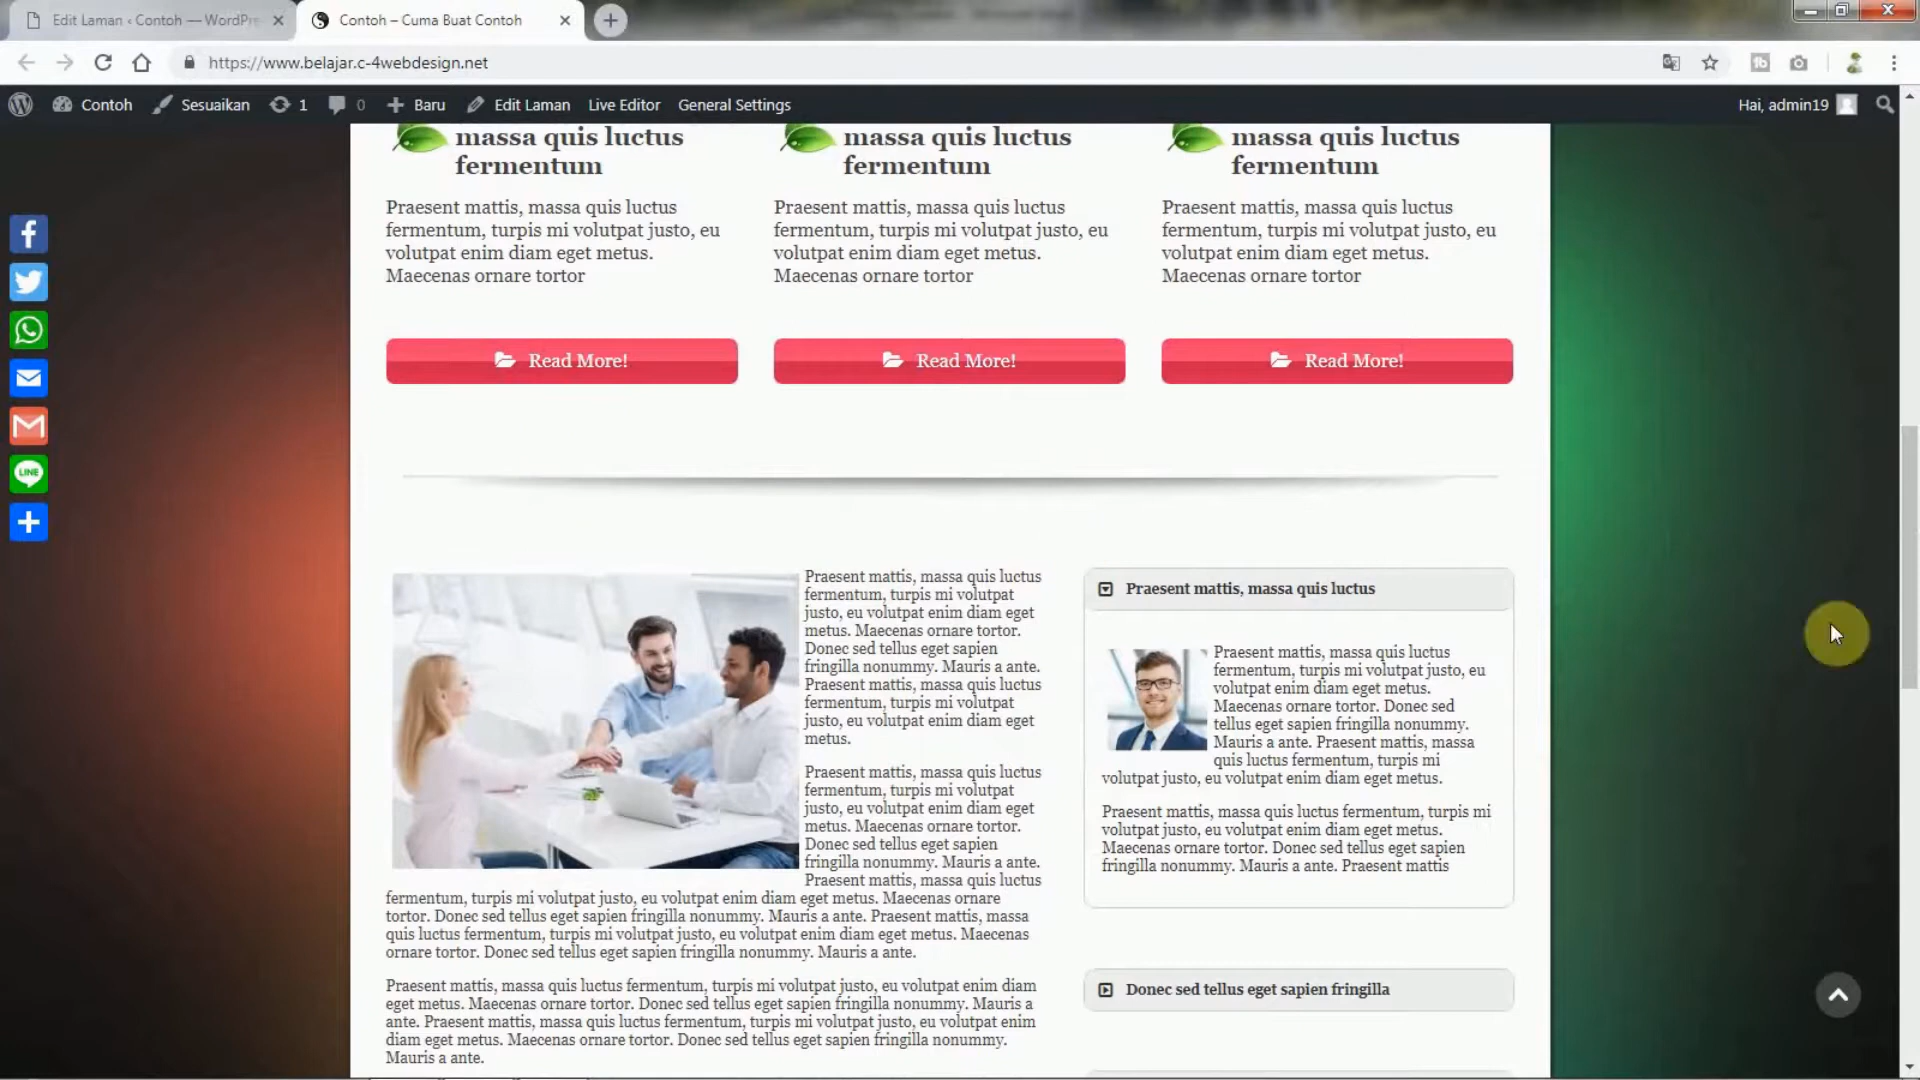 Edit Laman ‹ Contoh — WordPre
Contoh – Cuma Buat Contoh
https://www.belajar.c-4webdesign.net
Contoh
Sesuaikan
1
0
Baru
Edit Laman
Live Editor
General Settings
Hai, admin19
massa quis luctus
fermentum
Praesent mattis, massa quis luctus
fermentum, turpis mi volutpat justo, eu
volutpat enim diam eget metus.
Maecenas ornare tortor
Read More!
massa quis luctus
fermentum
Praesent mattis, massa quis luctus
fermentum, turpis mi volutpat justo, eu
volutpat enim diam eget metus.
Maecenas ornare tortor
Read More!
massa quis luctus
fermentum
Praesent mattis, massa quis luctus
fermentum, turpis mi volutpat justo, eu
volutpat enim diam eget metus.
Maecenas ornare tortor
Read More!
LINE
Praesent mattis, massa quis luctus
fermentum, turpis mi volutpat
justo, eu volutpat enim diam eget
metus. Maecenas ornare tortor.
Donec sed tellus eget sapien
fringilla nonummy. Mauris a ante.
Praesent mattis, massa quis luctus
fermentum, turpis mi volutpat
justo, eu volutpat enim diam eget
metus.
Praesent mattis, massa quis luctus
fermentum, turpis mi volutpat
justo, eu volutpat enim diam eget
metus. Maecenas ornare tortor.
Donec sed tellus eget sapien
fringilla nonummy. Mauris a ante.
Praesent mattis, massa quis luctus
fermentum, turpis mi volutpat justo, eu volutpat enim diam eget metus. Maecenas ornare
tortor. Donec sed tellus eget sapien fringilla nonummy. Mauris a ante. Praesent mattis, massa
quis luctus fermentum, turpis mi volutpat justo, eu volutpat enim diam eget metus. Maecenas
ornare tortor. Donec sed tellus eget sapien fringilla nonummy. Mauris a ante.
Praesent mattis, massa quis luctus fermentum, turpis mi volutpat justo, eu volutpat enim diam
eget metus. Maecenas ornare tortor. Donec sed tellus eget sapien fringilla nonummy. Mauris a
ante. Praesent mattis, massa quis luctus fermentum, turpis mi volutpat justo, eu volutpat enim
diam eget metus. Maecenas ornare tortor. Donec sed tellus eget sapien fringilla nonummy.
Mauris a ante.
Praesent mattis, massa quis luctus
Praesent mattis, massa quis luctus
fermentum, turpis mi volutpat justo, eu
volutpat enim diam eget metus.
Maecenas ornare tortor. Donec sed
tellus eget sapien fringilla nonummy.
Mauris a ante. Praesent mattis, massa
quis luctus fermentum, turpis mi
volutpat justo, eu volutpat enim diam eget metus.
Praesent mattis, massa quis luctus fermentum, turpis mi
volutpat justo, eu volutpat enim diam eget metus.
Maecenas ornare tortor. Donec sed tellus eget sapien
fringilla nonummy. Mauris a ante. Praesent mattis
Donec sed tellus eget sapien fringilla